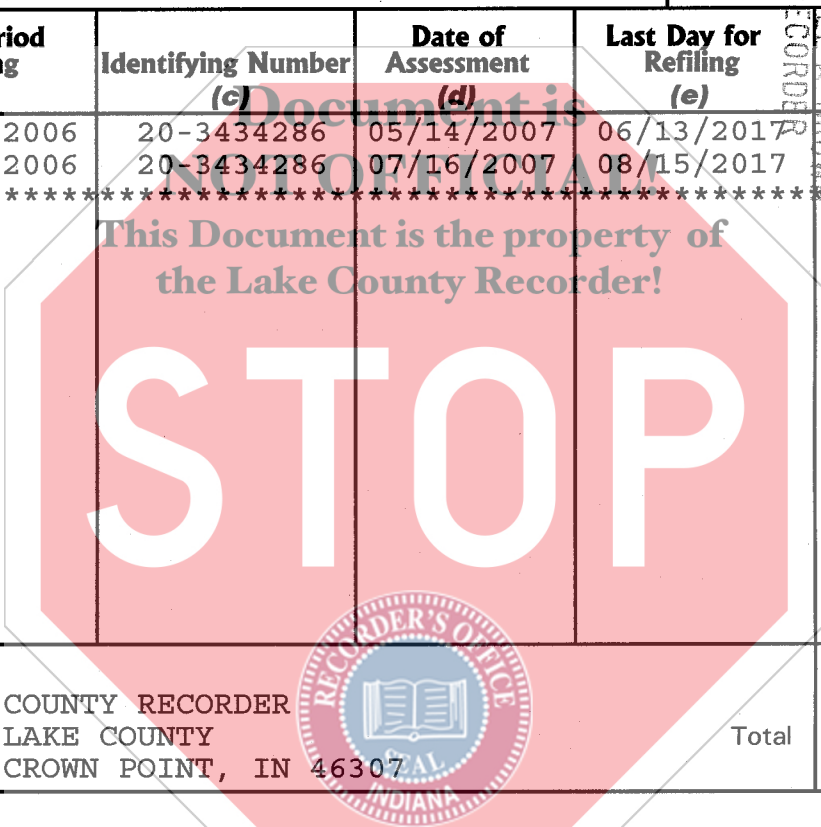 riod
g
Identifying Number
(c)
Date of
Assessment
(d)
Last Day for
Refiling
(e)
ECORDER
2006 20-3434286 05/14/2007 06/13/2017
2006 20-3434286 07/16/2007 08/15/2017
****************************************************
Document is
NOT OFFICIAL!
This Document is the property of
the Lake County Recorder!
STOP
RECORDER'S OFFICE
SEAL
INDIANA
COUNTY RECORDER
LAKE COUNTY
CROWN POINT, IN 46307
Total